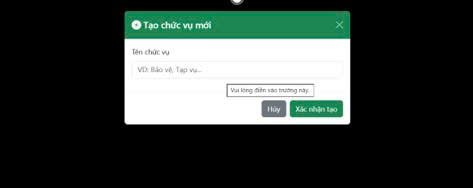 Tạo chức vụ mới
Tên chức vụ
VD: Bảo vệ, Tạp vụ...
Vui lòng điền vào trường này.
Hủy
Xác nhận tạo